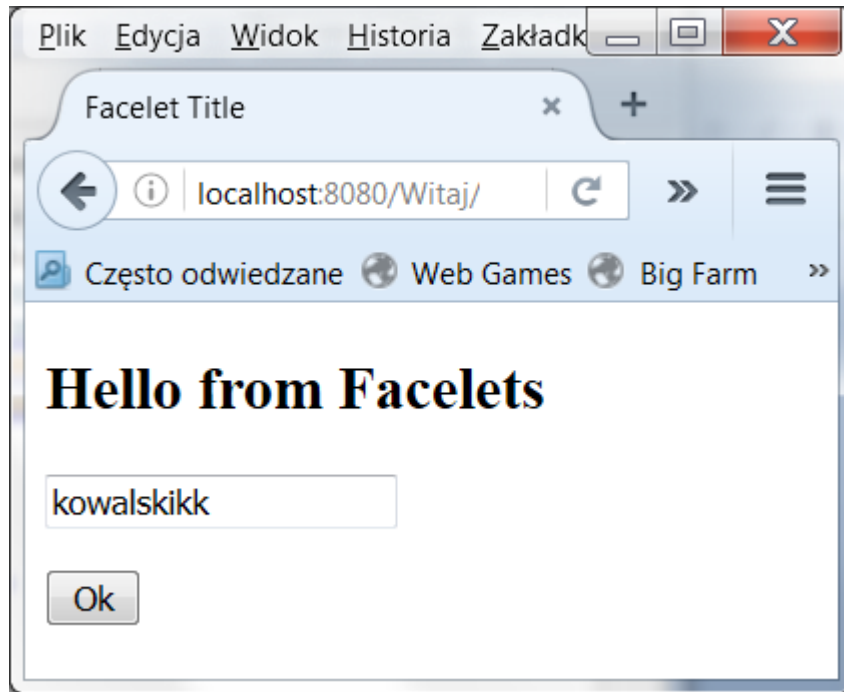 Plik Edycja Widok Historia Zakładk
Facelet Title
localhost:8080/Witaj/
Często odwiedzane Web Games Big Farm
Hello from Facelets
kowalskikk
Ok